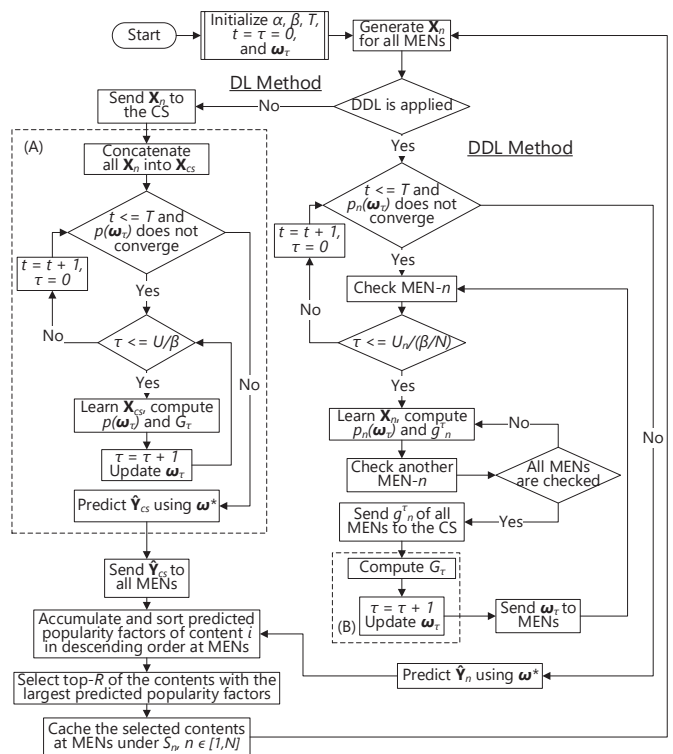 Start
Initialize α, β, T,
t = τ = 0,
and ω_τ
Generate X_n
for all MENs
DL Method
Send X_n to
the CS
No
DDL is applied
Yes
DDL Method
(A)
Concatenate
all X_n into X_cs
t <= T and
p(ω_τ) does not
converge
t = t + 1,
τ = 0
Yes
No
τ <= U/β
Yes
No
Learn X_cs, compute
p(ω_τ) and G_τ
τ = τ + 1
Update ω_τ
Predict Ŷ_cs using ω*
Send Ŷ_cs to
all MENs
t <= T and
p_n(ω_τ) does not
converge
t = t + 1,
τ = 0
Yes
No
Check MEN-n
τ <= U_n/(β/N)
Yes
No
Learn X_n, compute
p_n(ω_τ) and g^τ_n
No
Check another
MEN-n
All MENs
are checked
Yes
Send g^τ_n of all
MENs to the CS
Compute G_τ
τ = τ + 1
Update ω_τ
(B)
Send ω_τ to
MENs
Predict Ŷ_n using ω*
Accumulate and sort predicted
popularity factors of content i
in descending order at MENs
Select top-R of the contents with the
largest predicted popularity factors
Cache the selected contents
at MENs under S_n, n ϵ [1,N]